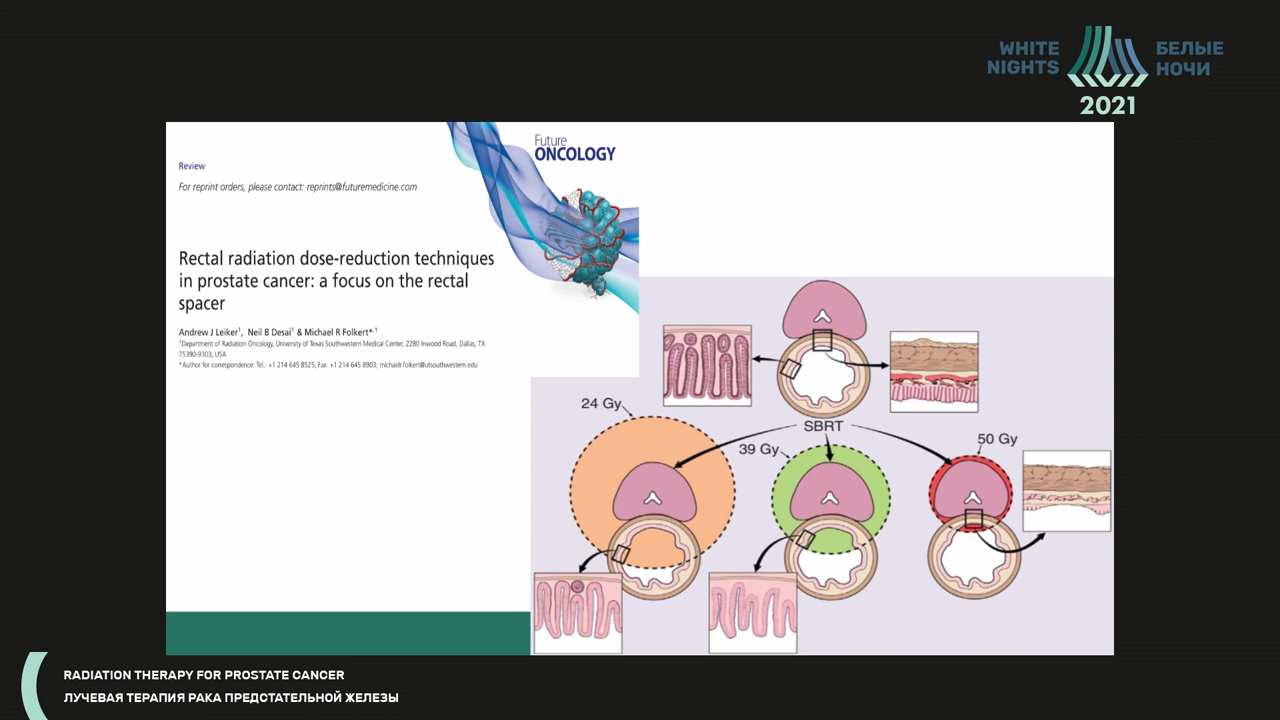 WHITE
NIGHTS
БЕЛЫЕ
НОЧИ
2021
Future
ONCOLOGY
Review
For reprint orders, please contact: reprints@futuremedicine.com
Rectal radiation dose-reduction techniques
in prostate cancer: a focus on the rectal
spacer
Andrew J Leiker¹, Neil B Desai¹ & Michael R Folkert*,¹
¹Department of Radiation Oncology, University of Texas Southwestern Medical Center, 2280 Inwood Road, Dallas, TX
75390-9303, USA
*Author for correspondence: Tel.: +1 214 645 8525; Fax: +1 214 645 8903; michaelr.folkert@utsouthwestern.edu
SBRT
24 Gy
39 Gy
50 Gy
RADIATION THERAPY FOR PROSTATE CANCER
ЛУЧЕВАЯ ТЕРАПИЯ РАКА ПРЕДСТАТЕЛЬНОЙ ЖЕЛЕЗЫ